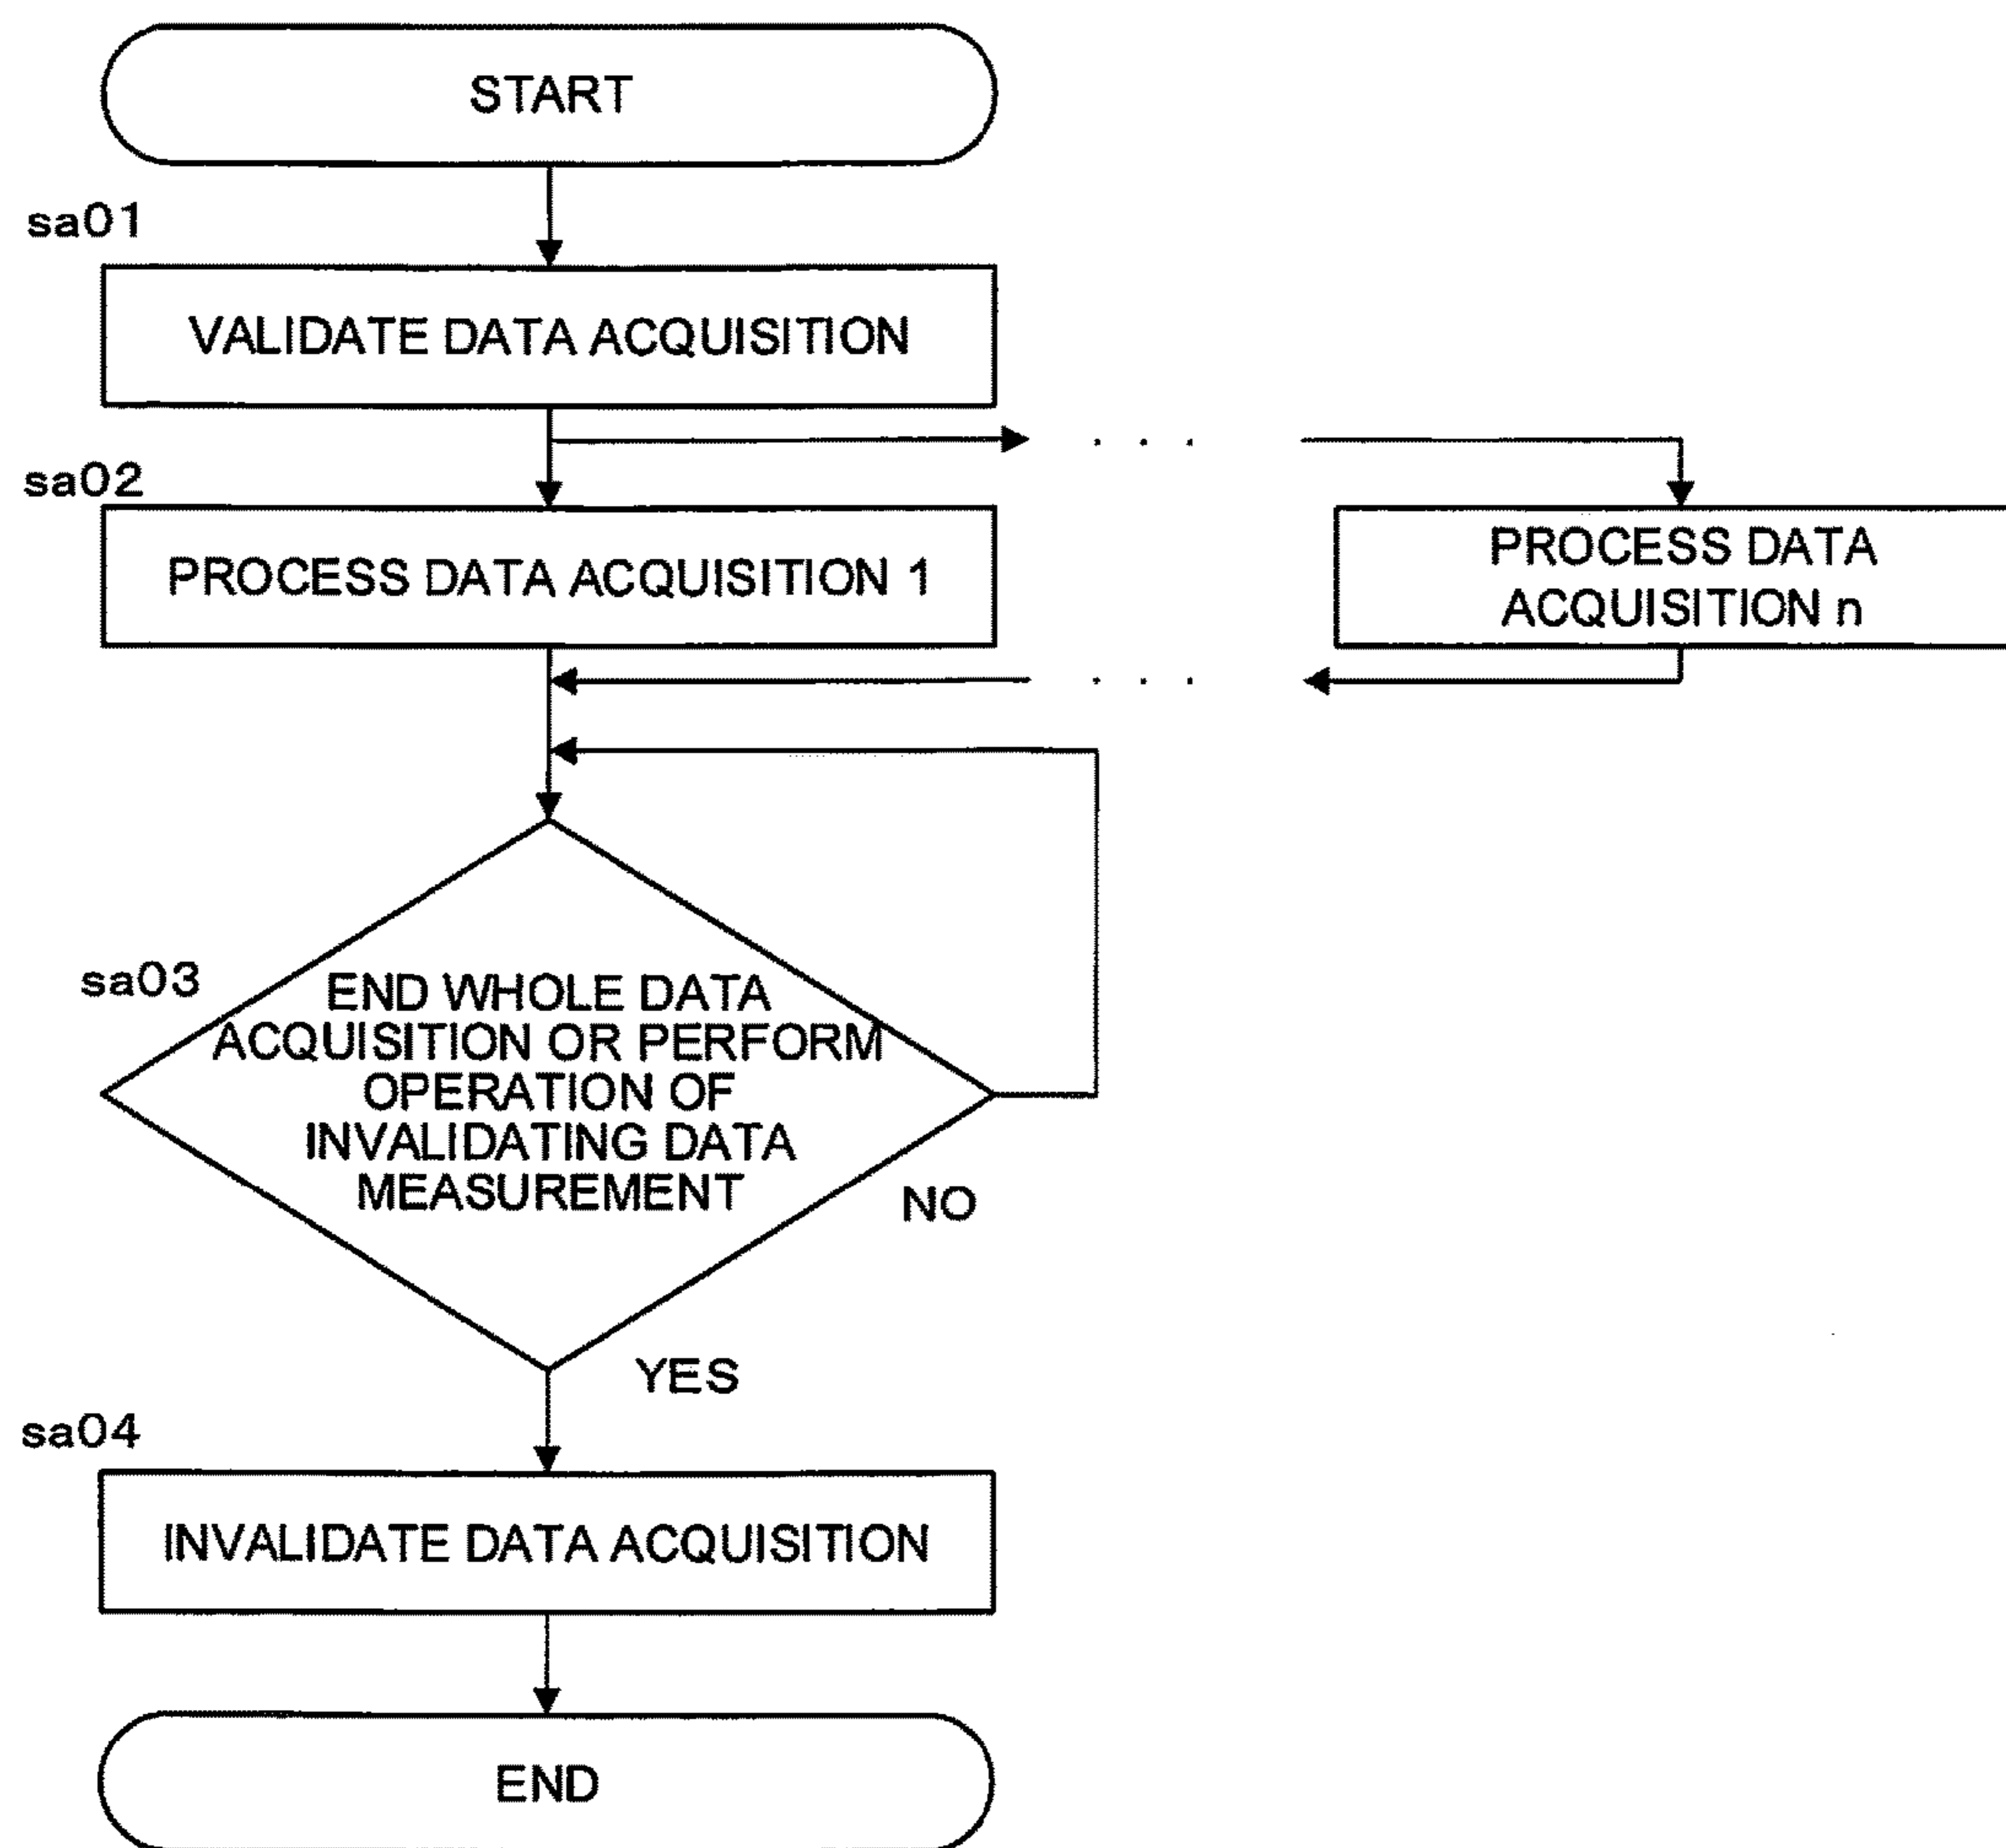 START
sa01
VALIDATE DATA ACQUISITION
. . .
sa02
PROCESS DATA ACQUISITION 1
PROCESS DATA
ACQUISITION n
. . .
sa03
END WHOLE DATA
ACQUISITION OR PERFORM
OPERATION OF
INVALIDATING DATA
MEASUREMENT
NO
YES
sa04
INVALIDATE DATA ACQUISITION
END